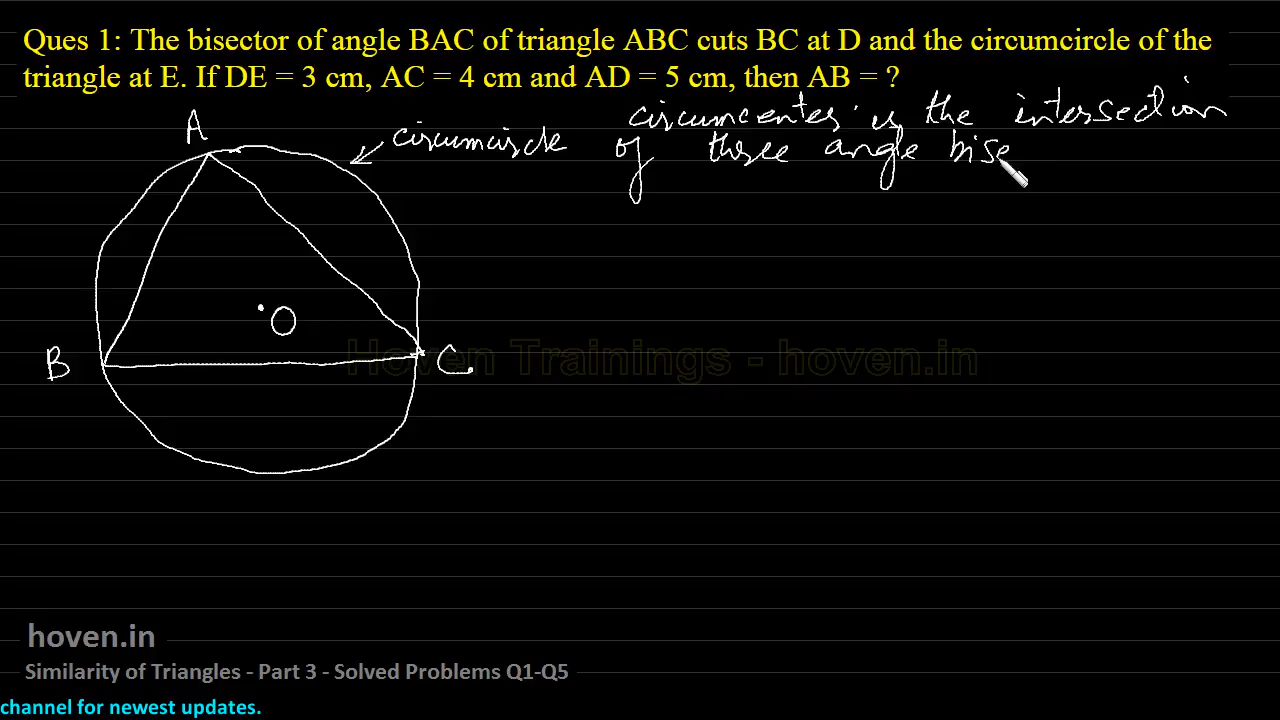 Ques 1: The bisector of angle BAC of triangle ABC cuts BC at D and the circumcircle of the
triangle at E. If DE = 3 cm, AC = 4 cm and AD = 5 cm, then AB = ?
circumcenter is the intersection
of three angle bise
circumcircle
A
O
B
C.
Hoven Trainings - hoven.in
hoven.in
Similarity of Triangles - Part 3 - Solved Problems Q1-Q5
channel for newest updates.